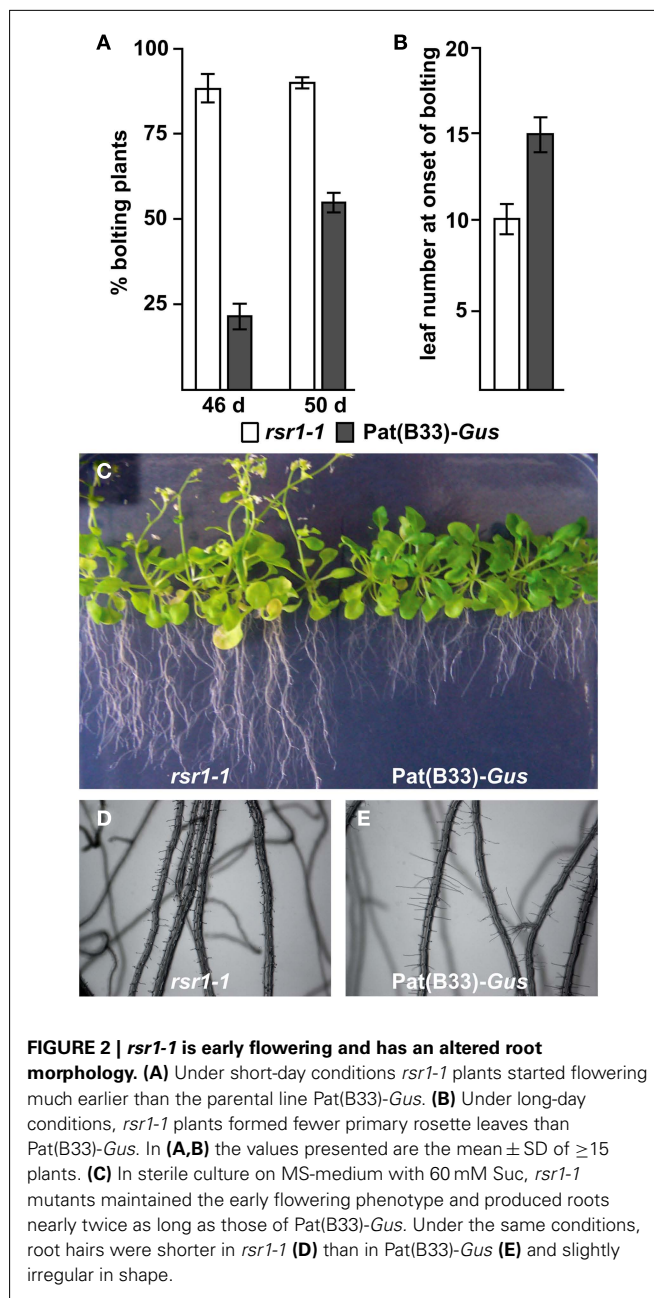 A
B
100
75
50
25
% bolting plants
46 d
50 d
20
15
10
5
leaf number at onset of bolting
rsr1-1
Pat(B33)-Gus
C
rsr1-1
Pat(B33)-Gus
D
rsr1-1
E
Pat(B33)-Gus
FIGURE 2 | rsr1-1 is early flowering and has an altered root
morphology. (A) Under short-day conditions rsr1-1 plants started flowering
much earlier than the parental line Pat(B33)-Gus. (B) Under long-day
conditions, rsr1-1 plants formed fewer primary rosette leaves than
Pat(B33)-Gus. In (A,B) the values presented are the mean ± SD of ≥15
plants. (C) In sterile culture on MS-medium with 60 mM Suc, rsr1-1
mutants maintained the early flowering phenotype and produced roots
nearly twice as long as those of Pat(B33)-Gus. Under the same conditions,
root hairs were shorter in rsr1-1 (D) than in Pat(B33)-Gus (E) and slightly
irregular in shape.